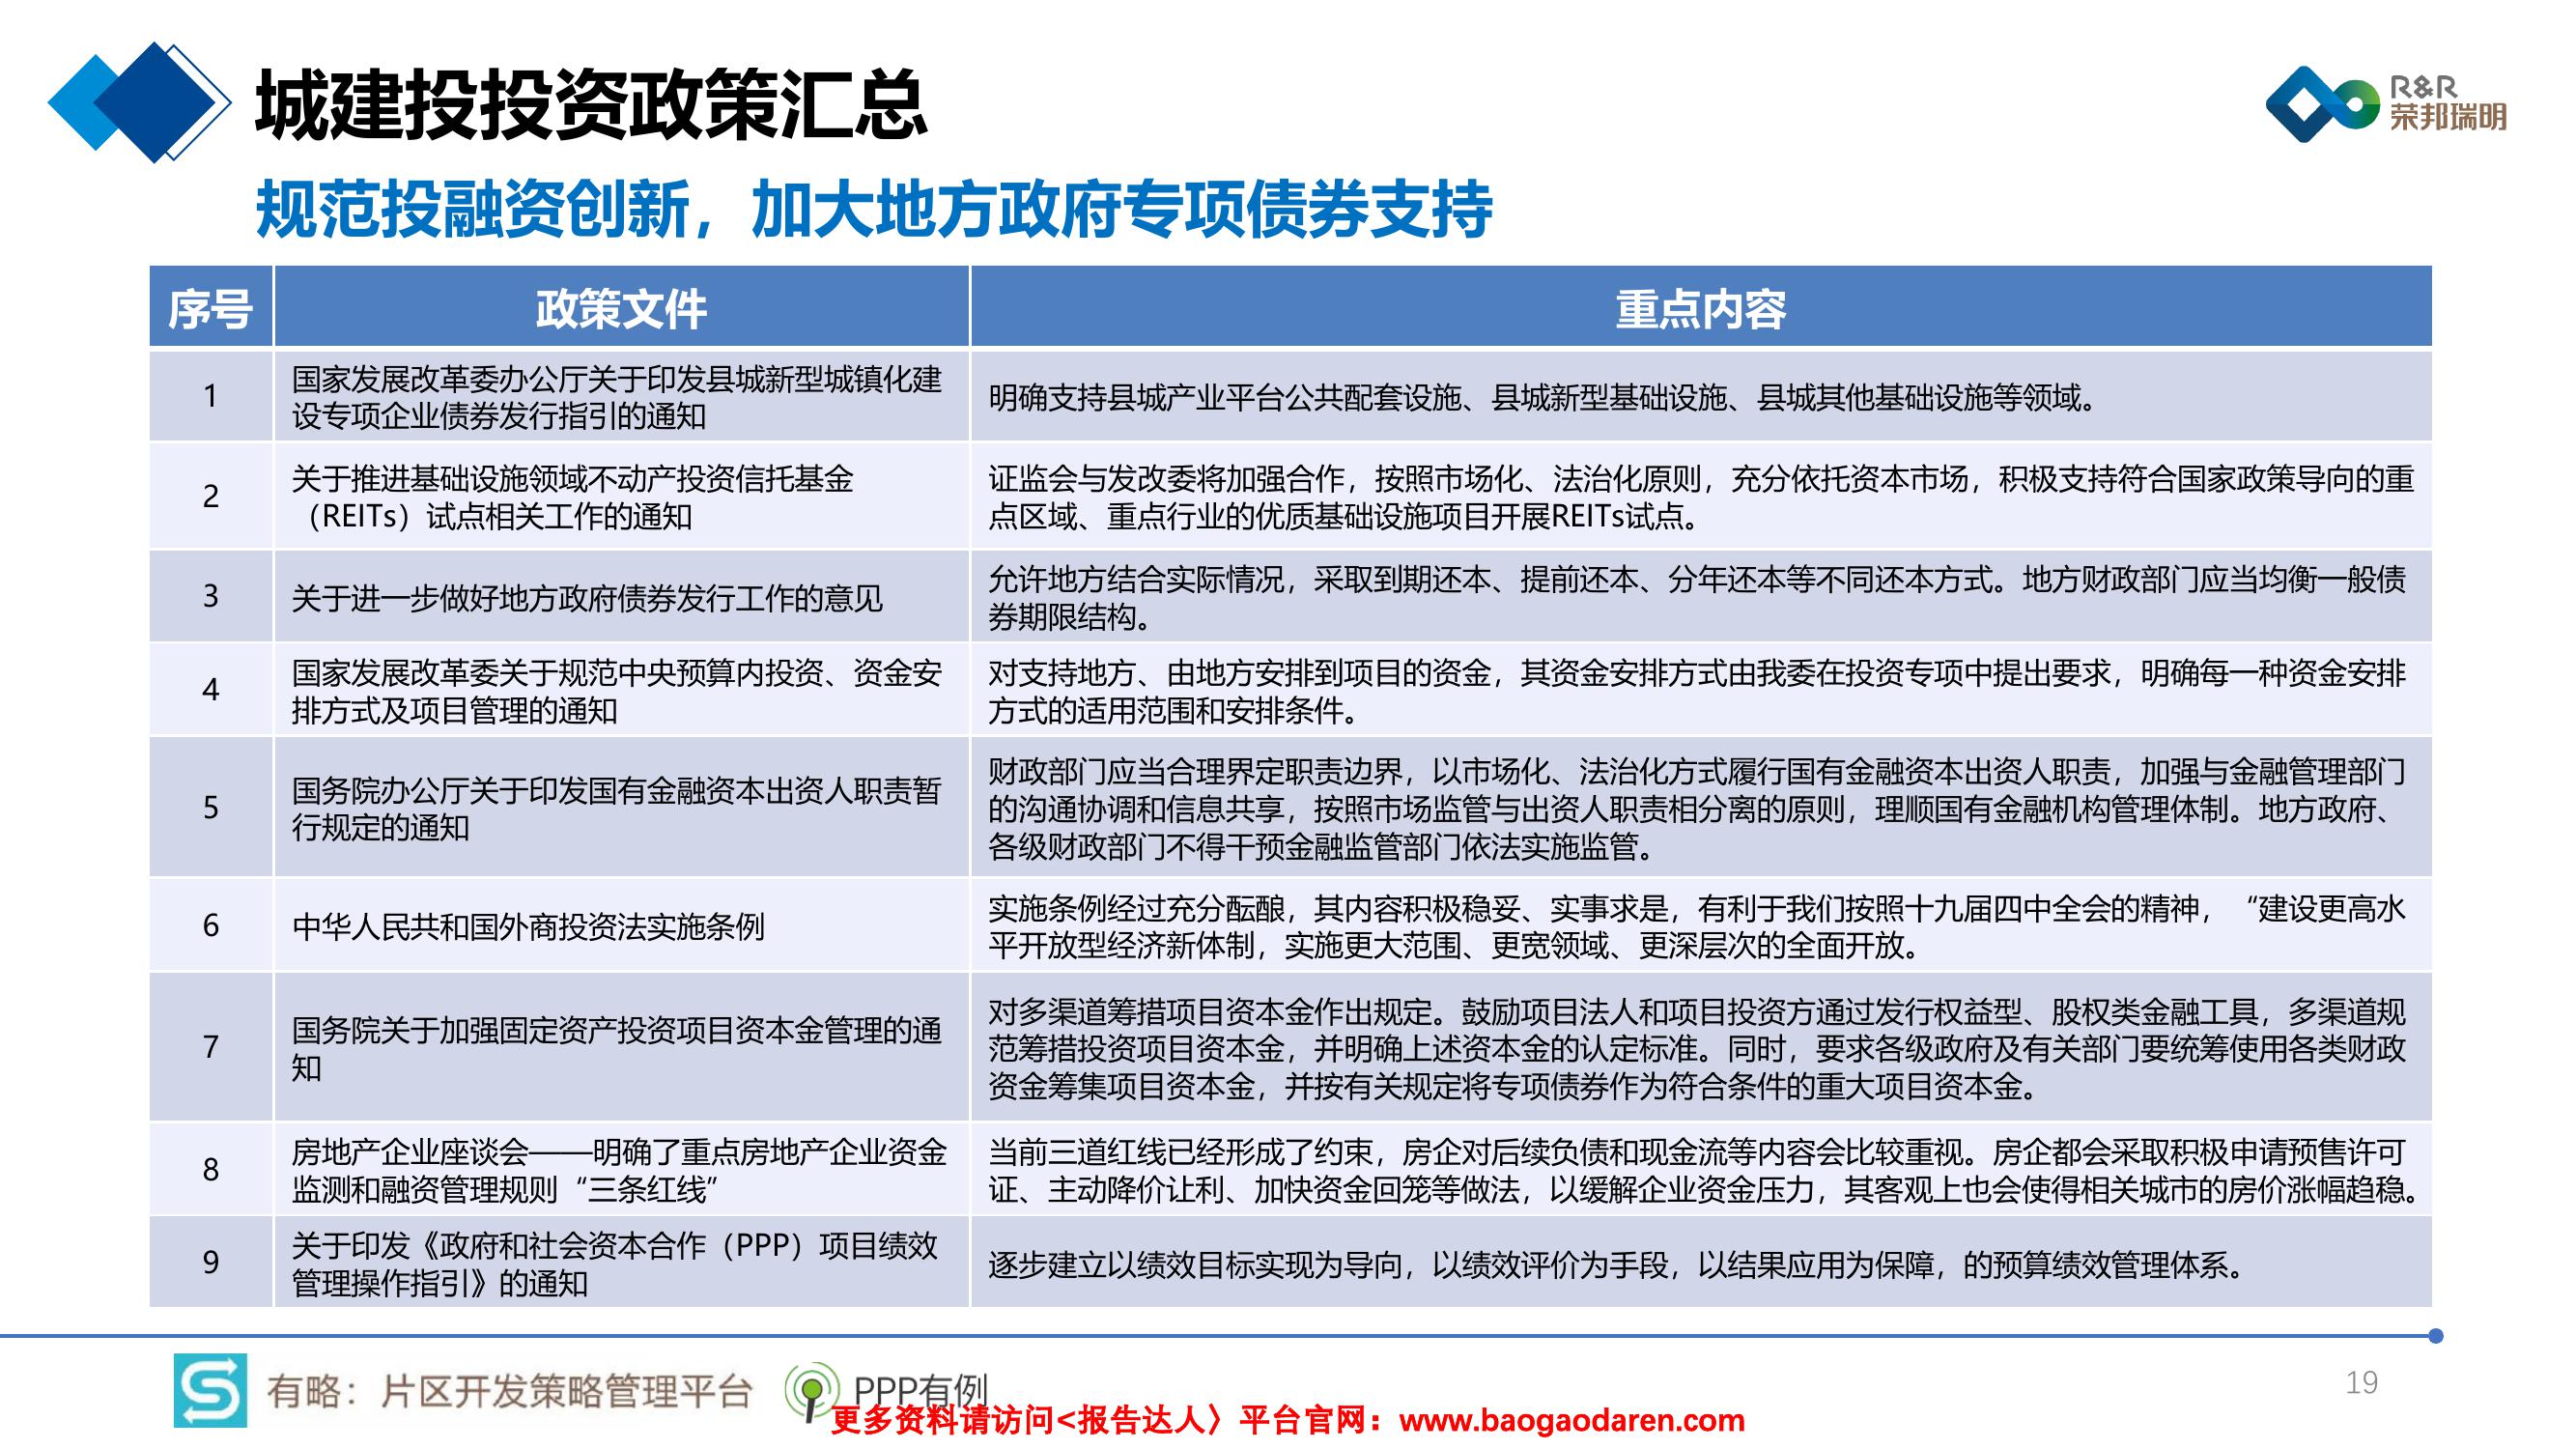 城建投投资政策汇总
R&R
荣邦瑞明
规范投融资创新，加大地方政府专项债券支持
序号
政策文件
重点内容
1
国家发展改革委办公厅关于印发县城新型城镇化建
设专项企业债券发行指引的通知
明确支持县城产业平台公共配套设施、县城新型基础设施、县城其他基础设施等领域。
2
关于推进基础设施领域不动产投资信托基金
（REITs）试点相关工作的通知
证监会与发改委将加强合作，按照市场化、法治化原则，充分依托资本市场，积极支持符合国家政策导向的重
点区域、重点行业的优质基础设施项目开展REITs试点。
3
关于进一步做好地方政府债券发行工作的意见
允许地方结合实际情况，采取到期还本、提前还本、分年还本等不同还本方式。地方财政部门应当均衡一般债
券期限结构。
4
国家发展改革委关于规范中央预算内投资、资金安
排方式及项目管理的通知
对支持地方、由地方安排到项目的资金，其资金安排方式由我委在投资专项中提出要求，明确每一种资金安排
方式的适用范围和安排条件。
5
国务院办公厅关于印发国有金融资本出资人职责暂
行规定的通知
财政部门应当合理界定职责边界，以市场化、法治化方式履行国有金融资本出资人职责，加强与金融管理部门
的沟通协调和信息共享，按照市场监管与出资人职责相分离的原则，理顺国有金融机构管理体制。地方政府、
各级财政部门不得干预金融监管部门依法实施监管。
6
中华人民共和国外商投资法实施条例
实施条例经过充分酝酿，其内容积极稳妥、实事求是，有利于我们按照十九届四中全会的精神，“建设更高水
平开放型经济新体制，实施更大范围、更宽领域、更深层次的全面开放。
7
国务院关于加强固定资产投资项目资本金管理的通
知
对多渠道筹措项目资本金作出规定。鼓励项目法人和项目投资方通过发行权益型、股权类金融工具，多渠道规
范筹措投资项目资本金，并明确上述资本金的认定标准。同时，要求各级政府及有关部门要统筹使用各类财政
资金筹集项目资本金，并按有关规定将专项债券作为符合条件的重大项目资本金。
8
房地产企业座谈会——明确了重点房地产企业资金
监测和融资管理规则“三条红线”
当前三道红线已经形成了约束，房企对后续负债和现金流等内容会比较重视。房企都会采取积极申请预售许可
证、主动降价让利、加快资金回笼等做法，以缓解企业资金压力，其客观上也会使得相关城市的房价涨幅趋稳。
9
关于印发《政府和社会资本合作（PPP）项目绩效
管理操作指引》的通知
逐步建立以绩效目标实现为导向，以绩效评价为手段，以结果应用为保障，的预算绩效管理体系。
有略：片区开发策略管理平台
PPP有例
19
更多资料请访问<报告达人〉平台官网：www.baogaodaren.com